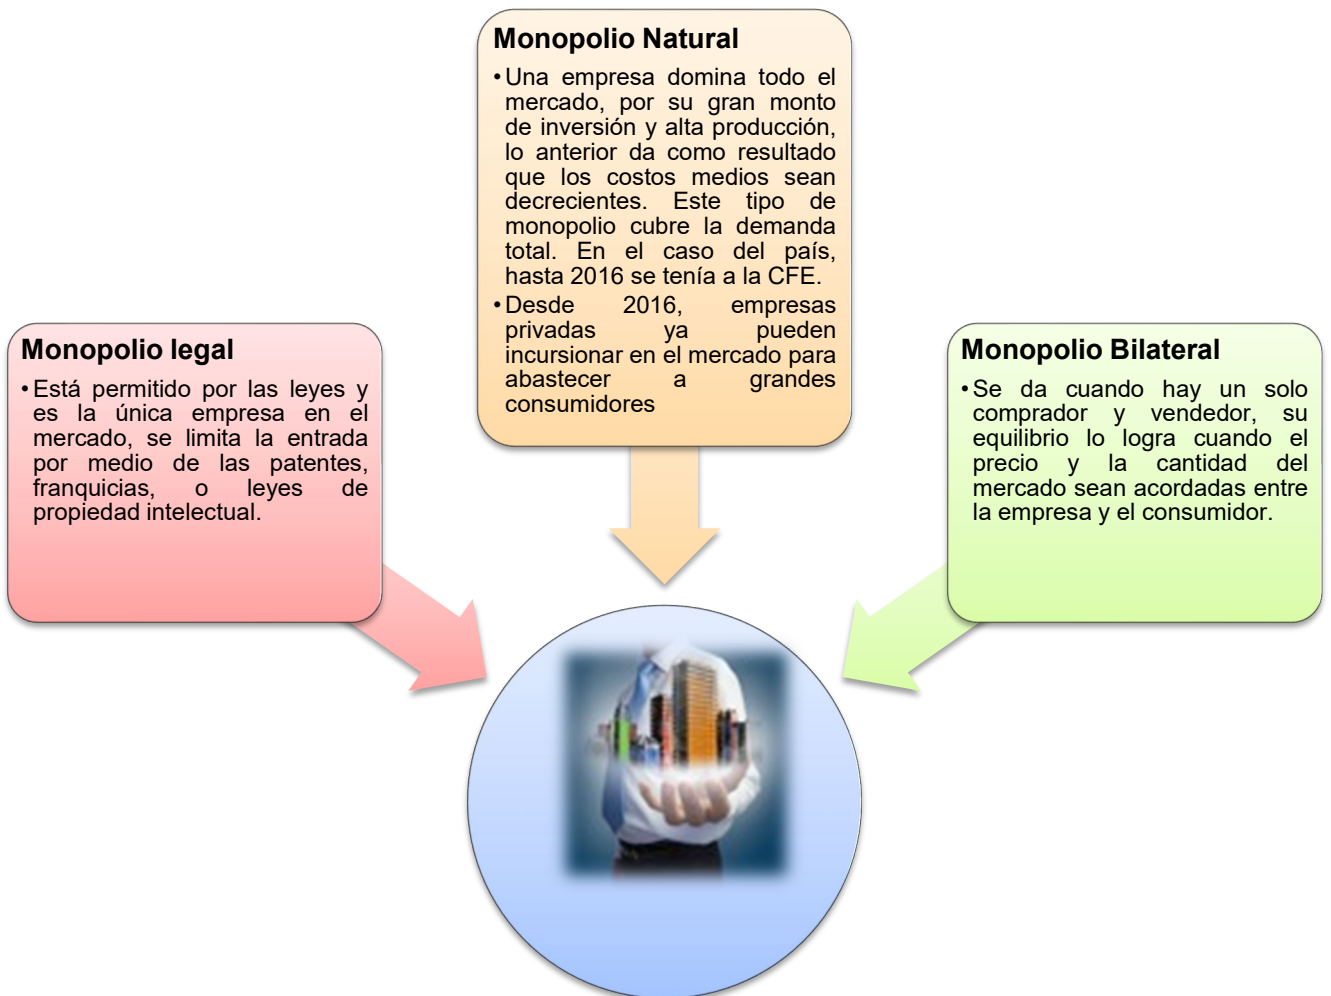 Monopolio Natural
• Una empresa domina todo el
mercado, por su gran monto
de inversión y alta producción,
lo anterior da como resultado
que los costos medios sean
decrecientes. Este tipo de
monopolio cubre la demanda
total. En el caso del país,
hasta 2016 se tenía a la CFE.
• Desde 2016, empresas
privadas ya pueden
incursionar en el mercado para
abastecer a grandes
consumidores
Monopolio legal
• Está permitido por las leyes y
es la única empresa en el
mercado, se limita la entrada
por medio de las patentes,
franquicias, o leyes de
propiedad intelectual.
Monopolio Bilateral
• Se da cuando hay un solo
comprador y vendedor, su
equilibrio lo logra cuando el
precio y la cantidad del
mercado sean acordadas entre
la empresa y el consumidor.